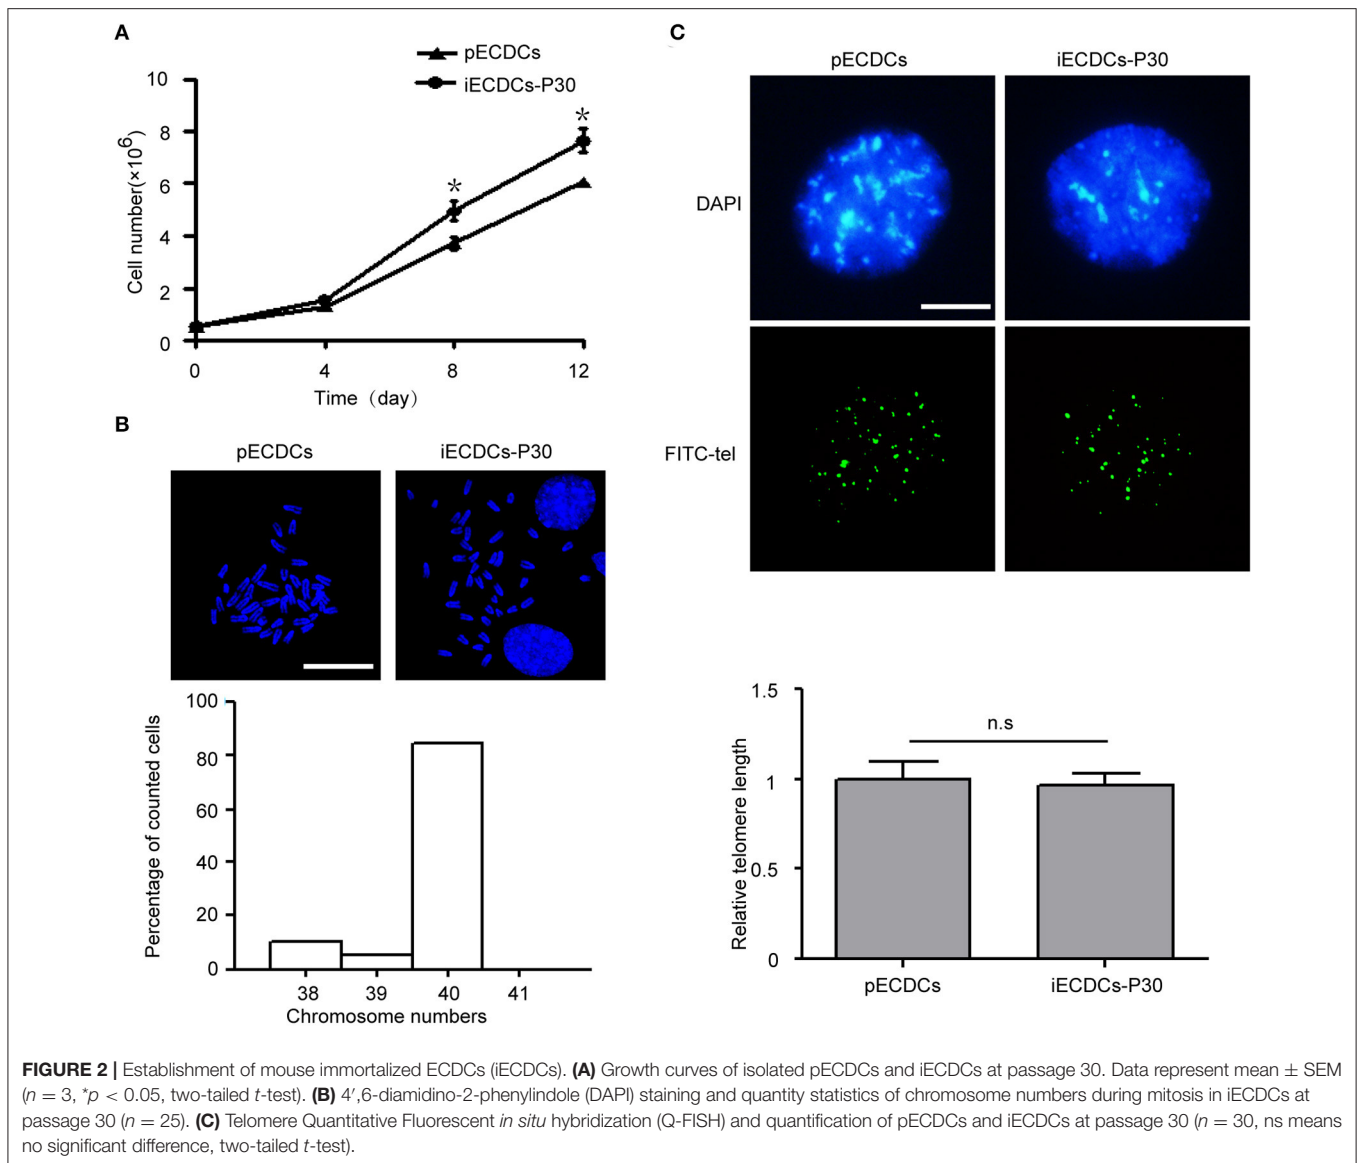 A
pECDCs
iECDCs-P30
10
8
6
4
2
0
Cell number(×10⁶)
*
*
0 4 8 12
Time（day）
B
pECDCs iECDCs-P30
100
80
60
40
20
0
Percentage of counted cells
38 39 40 41
Chromosome numbers
C
pECDCs iECDCs-P30
DAPI
FITC-tel
1.5
1
0.5
0
Relative telomere length
n.s
pECDCs iECDCs-P30
FIGURE 2 | Establishment of mouse immortalized ECDCs (iECDCs). (A) Growth curves of isolated pECDCs and iECDCs at passage 30. Data represent mean ± SEM
(n = 3, *p < 0.05, two-tailed t-test). (B) 4′,6-diamidino-2-phenylindole (DAPI) staining and quantity statistics of chromosome numbers during mitosis in iECDCs at
passage 30 (n = 25). (C) Telomere Quantitative Fluorescent in situ hybridization (Q-FISH) and quantification of pECDCs and iECDCs at passage 30 (n = 30, ns means
no significant difference, two-tailed t-test).